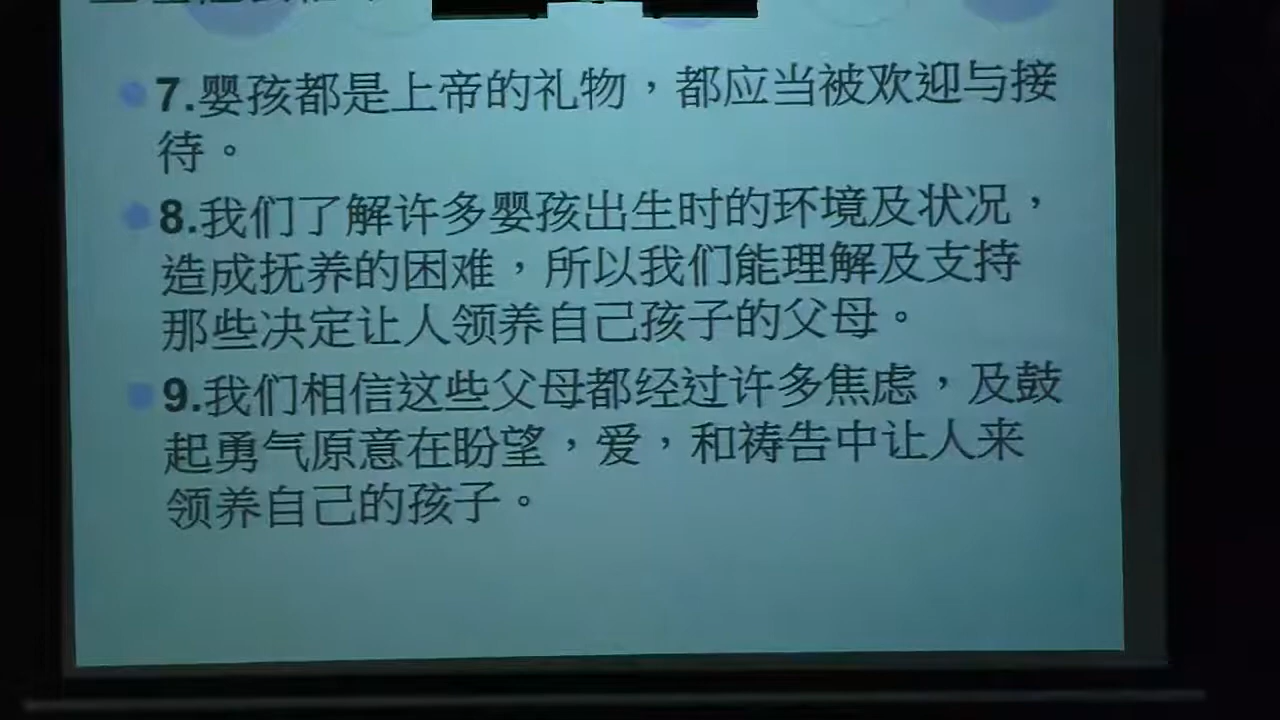 7.婴孩都是上帝的礼物，都应当被欢迎与接
待。
8.我们了解许多婴孩出生时的环境及状况，
造成抚养的困难，所以我们能理解及支持
那些决定让人领养自己孩子的父母。
9.我们相信这些父母都经过许多焦虑，及鼓
起勇气原意在盼望，爱，和祷告中让人来
领养自己的孩子。